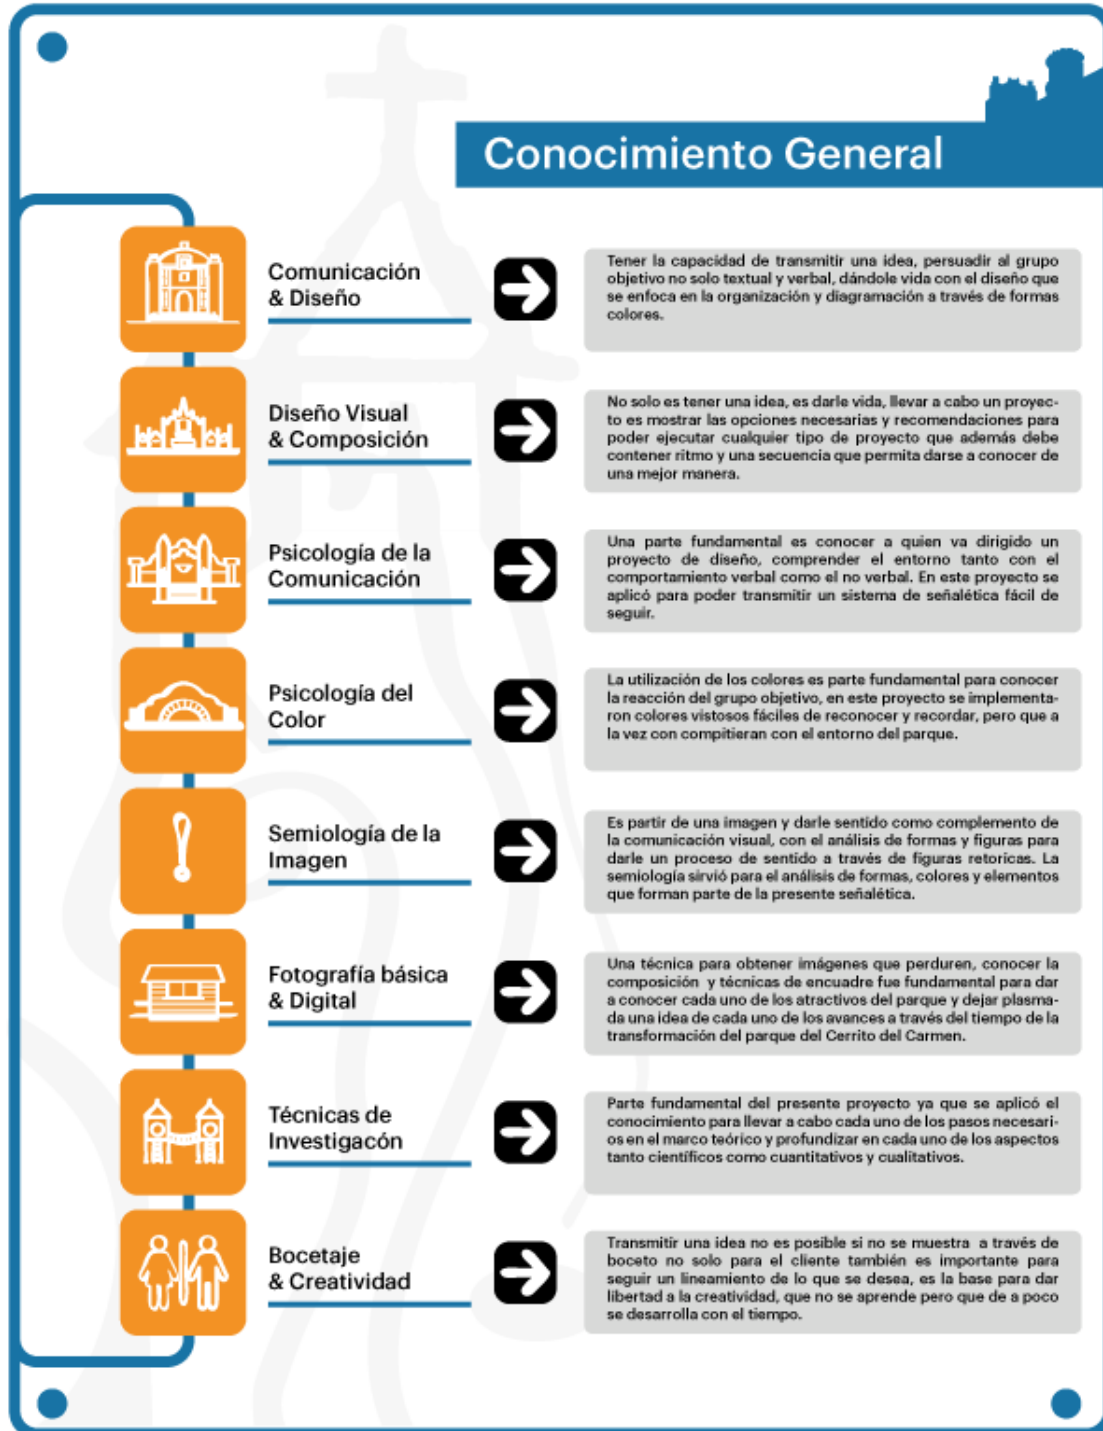 Conocimiento General
Comunicación
& Diseño
Tener la capacidad de transmitir una idea, persuadir al grupo
objetivo no solo textual y verbal, dándole vida con el diseño que
se enfoca en la organización y diagramación a través de formas
colores.
Diseño Visual
& Composición
No solo es tener una idea, es darle vida, llevar a cabo un proyec-
to es mostrar las opciones necesarias y recomendaciones para
poder ejecutar cualquier tipo de proyecto que además debe
contener ritmo y una secuencia que permita darse a conocer de
una mejor manera.
Psicología de la
Comunicación
Una parte fundamental es conocer a quien va dirigido un
proyecto de diseño, comprender el entorno tanto con el
comportamiento verbal como el no verbal. En este proyecto se
aplicó para poder transmitir un sistema de señalética fácil de
seguir.
Psicología del
Color
La utilización de los colores es parte fundamental para conocer
la reacción del grupo objetivo, en este proyecto se implementa-
ron colores vistosos fáciles de reconocer y recordar, pero que a
la vez con compitieran con el entorno del parque.
Semiología de la
Imagen
Es partir de una imagen y darle sentido como complemento de
la comunicación visual, con el análisis de formas y figuras para
darle un proceso de sentido a través de figuras retoricas. La
semiología sirvió para el análisis de formas, colores y elementos
que forman parte de la presente señalética.
Fotografía básica
& Digital
Una técnica para obtener imágenes que perduren, conocer la
composición y técnicas de encuadre fue fundamental para dar
a conocer cada uno de los atractivos del parque y dejar plasma-
da una idea de cada uno de los avances a través del tiempo de la
transformación del parque del Cerrito del Carmen.
Técnicas de
Investigacón
Parte fundamental del presente proyecto ya que se aplicó el
conocimiento para llevar a cabo cada uno de los pasos necesari-
os en el marco teórico y profundizar en cada uno de los aspectos
tanto científicos como cuantitativos y cualitativos.
Bocetaje
& Creatividad
Transmitir una idea no es posible si no se muestra a través de
boceto no solo para el cliente también es importante para
seguir un lineamiento de lo que se desea, es la base para dar
libertad a la creatividad, que no se aprende pero que de a poco
se desarrolla con el tiempo.